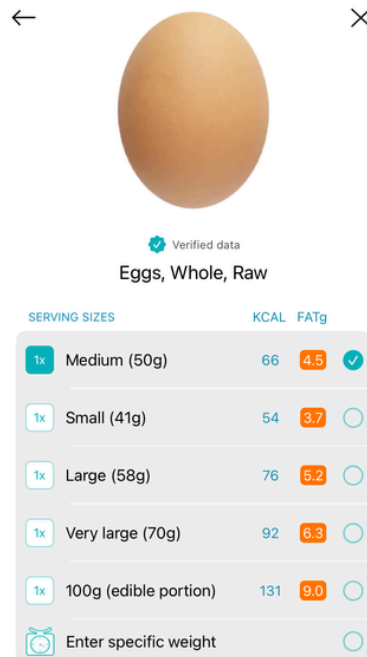 Verified data
Eggs, Whole, Raw
SERVING SIZES KCAL FATg
1x Medium (50g) 66 4.5
1x Small (41g) 54 3.7
1x Large (58g) 76 5.2
1x Very large (70g) 92 6.3
1x 100g (edible portion) 131 9.0
Enter specific weight